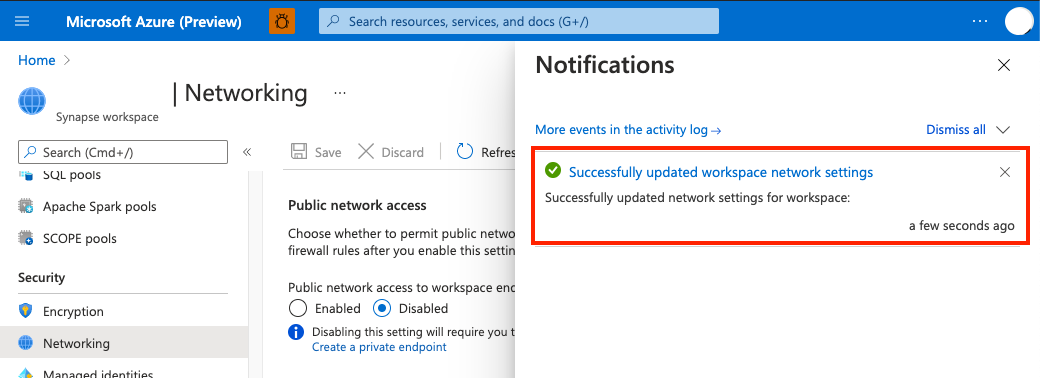 Microsoft Azure (Preview)
Search resources, services, and docs (G+/)
...
Home >
| Networking ...
Synapse workspace
Search (Cmd+/)
«
SQL pools
Apache Spark pools
SCOPE pools
Security
Encryption
Networking
Managed identities
Save
Discard
Refres
Public network access
Choose whether to permit public netwo
firewall rules after you enable this settin
Public network access to workspace end
Enabled
Disabled
Disabling this setting will require you t
Create a private endpoint
Notifications
More events in the activity log →
Dismiss all
Successfully updated workspace network settings
Successfully updated network settings for workspace:
a few seconds ago